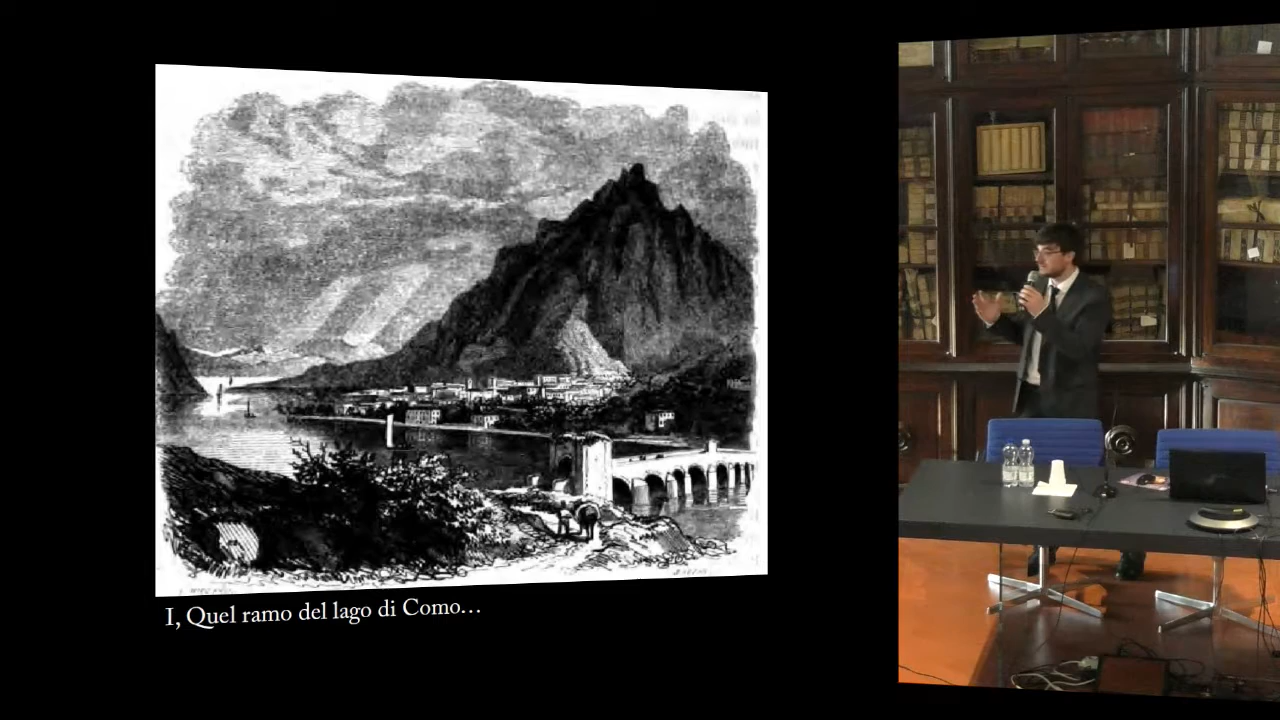 I, Quel ramo del lago di Como…